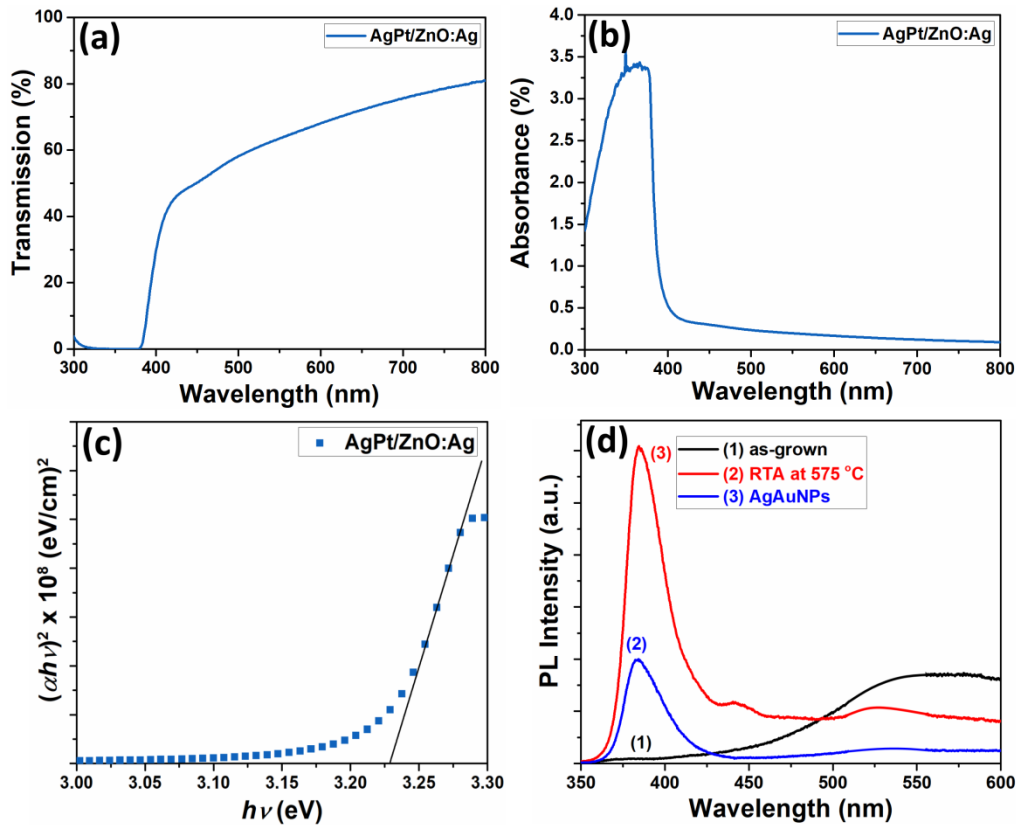 (a)
AgPt/ZnO:Ag
Transmission (%)
100
80
60
40
20
0
300 400 500 600 700 800
Wavelength (nm)
(b)
AgPt/ZnO:Ag
Absorbance (%)
4.0
3.5
3.0
2.5
2.0
1.5
1.0
0.5
0.0
300 400 500 600 700 800
Wavelength (nm)
(c)
AgPt/ZnO:Ag
(αhν)² x 10⁸ (eV/cm)²
3.00 3.05 3.10 3.15 3.20 3.25 3.30
hν (eV)
(d)
(1) as-grown
(2) RTA at 575 °C
(3) AgAuNPs
(3)
(2)
(1)
PL Intensity (a.u.)
350 400 450 500 550 600
Wavelength (nm)